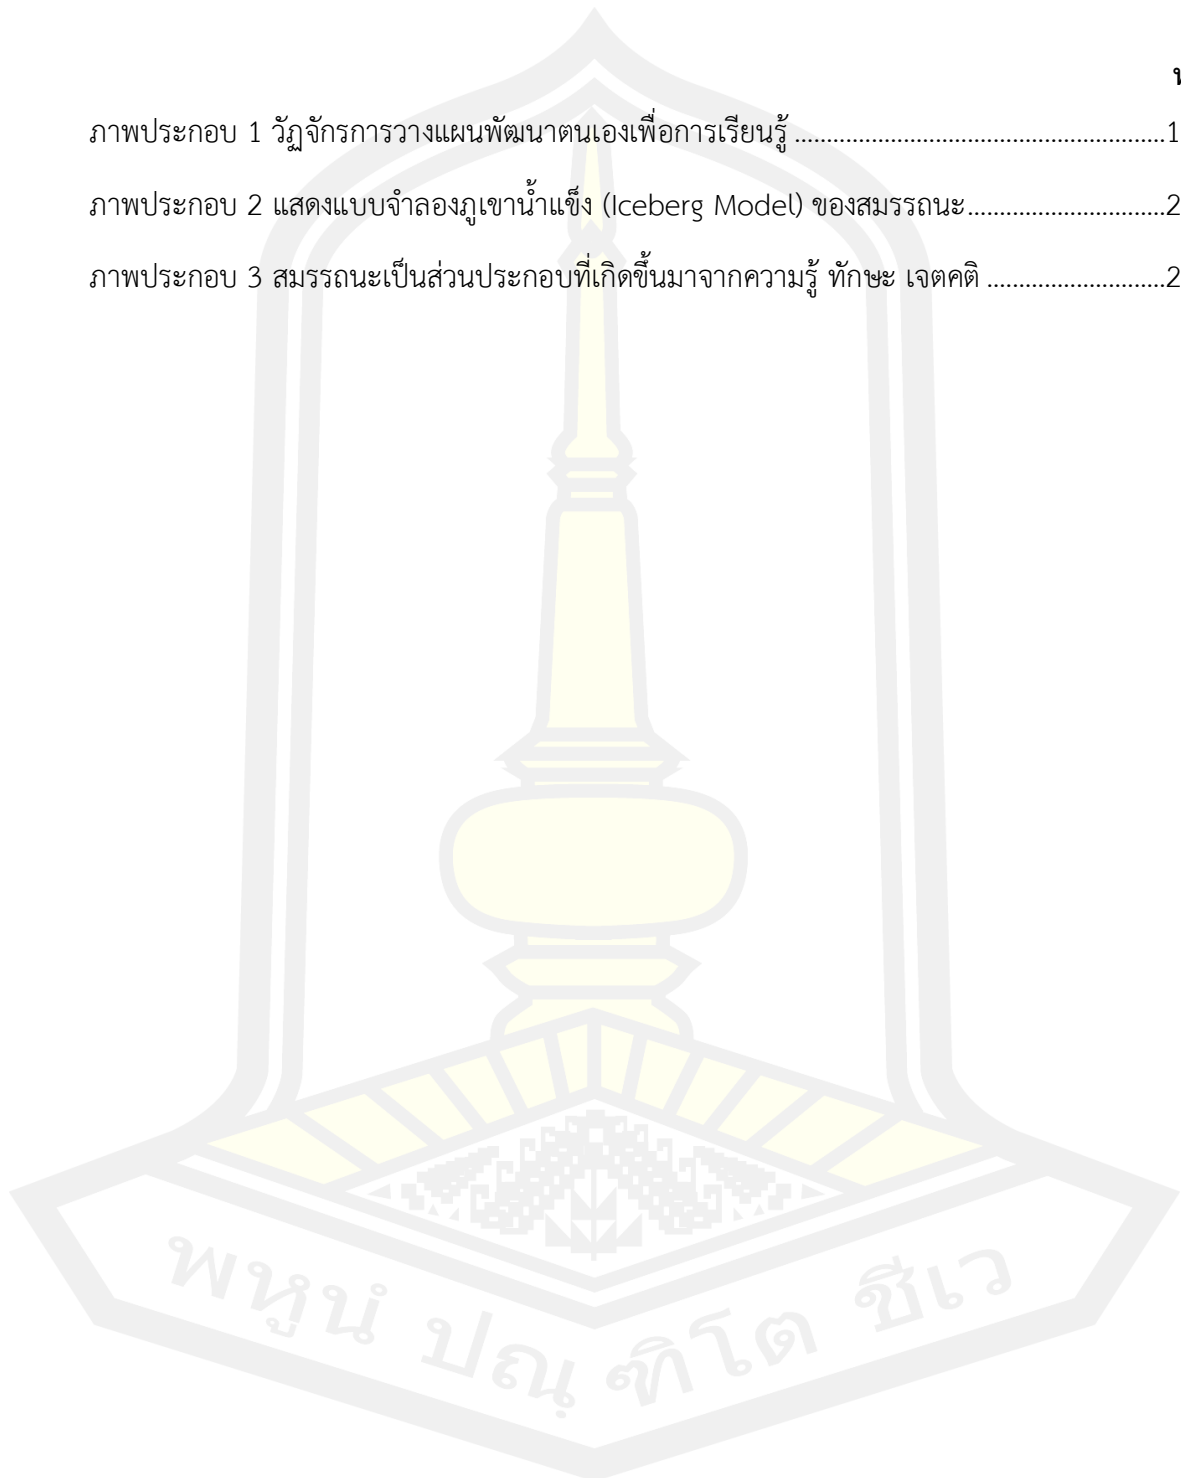 ภาพประกอบ 1 วัฏจักรการวางแผนพัฒนาตนเองเพื่อการเรียนรู้ ..................................................1
ภาพประกอบ 2 แสดงแบบจำลองภูเขาน้ำแข็ง (Iceberg Model) ของสมรรถนะ...........................2
ภาพประกอบ 3 สมรรถนะเป็นส่วนประกอบที่เกิดขึ้นมาจากความรู้ ทักษะ เจตคติ ........................2
พหูนํ ปณฺฑิโต ชีเว